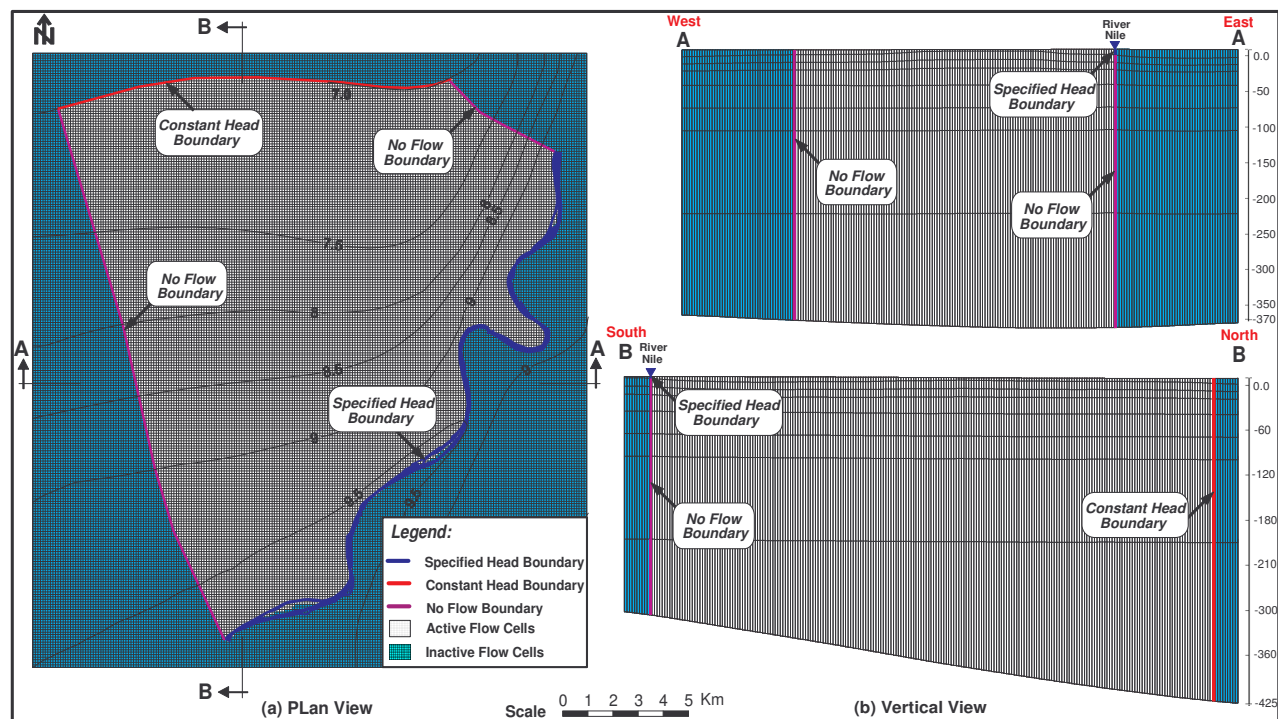 N
B
7.0
Constant Head
Boundary
No Flow
Boundary
8
8.5
7.5
No Flow
Boundary
9
8
A
A
8.5
9
Specified Head
Boundary
9
9.5
9.5
Legend:
Specified Head Boundary
Constant Head Boundary
No Flow Boundary
Active Flow Cells
Inactive Flow Cells
B
(a) PLan View
Scale
0 1 2 3 4 5 Km
West
A
River
Nile
East
A
0.0
Specified Head
Boundary
-50
-100
-150
No Flow
Boundary
No Flow
Boundary
-200
-250
-300
-350
-370
South
B
River
Nile
North
B
0.0
Specified Head
Boundary
-60
-120
No Flow
Boundary
Constant Head
Boundary
-180
-210
-300
-360
-425
(b) Vertical View